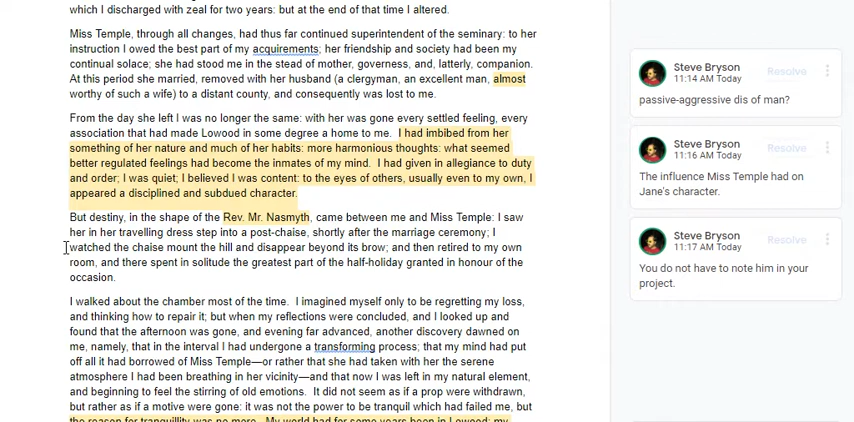 which I discharged with zeal for two years: but at the end of that time I altered.
Miss Temple, through all changes, had thus far continued superintendent of the seminary: to her
instruction I owed the best part of my acquirements; her friendship and society had been my
continual solace; she had stood me in the stead of mother, governess, and, latterly, companion.
At this period she married, removed with her husband (a clergyman, an excellent man, almost
worthy of such a wife) to a distant county, and consequently was lost to me.
From the day she left I was no longer the same: with her was gone every settled feeling, every
association that had made Lowood in some degree a home to me.  I had imbibed from her
something of her nature and much of her habits: more harmonious thoughts: what seemed
better regulated feelings had become the inmates of my mind.  I had given in allegiance to duty
and order; I was quiet; I believed I was content: to the eyes of others, usually even to my own, I
appeared a disciplined and subdued character.
But destiny, in the shape of the Rev. Mr. Nasmyth, came between me and Miss Temple: I saw
her in her travelling dress step into a post-chaise, shortly after the marriage ceremony; I
watched the chaise mount the hill and disappear beyond its brow; and then retired to my own
room, and there spent in solitude the greatest part of the half-holiday granted in honour of the
occasion.
I walked about the chamber most of the time.  I imagined myself only to be regretting my loss,
and thinking how to repair it; but when my reflections were concluded, and I looked up and
found that the afternoon was gone, and evening far advanced, another discovery dawned on
me, namely, that in the interval I had undergone a transforming process; that my mind had put
off all it had borrowed of Miss Temple—or rather that she had taken with her the serene
atmosphere I had been breathing in her vicinity—and that now I was left in my natural element,
and beginning to feel the stirring of old emotions.  It did not seem as if a prop were withdrawn,
but rather as if a motive were gone: it was not the power to be tranquil which had failed me, but
the reason for tranquillity was no more.  My world had for some years been in Lowood: my
Steve Bryson
11:14 AM Today
Resolve
passive-aggressive dis of man?
Steve Bryson
11:16 AM Today
Resolve
The influence Miss Temple had on
Jane's character.
Steve Bryson
11:17 AM Today
Resolve
You do not have to note him in your
project.